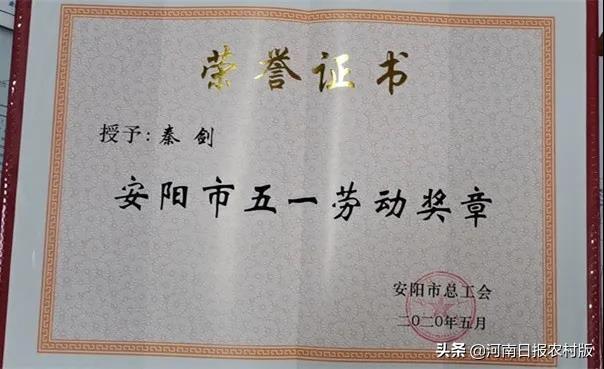 荣誉证书
授予:秦剑
安阳市五一劳动奖章
安阳市总工会
二〇二〇年五月
头条 @河南日报农村版